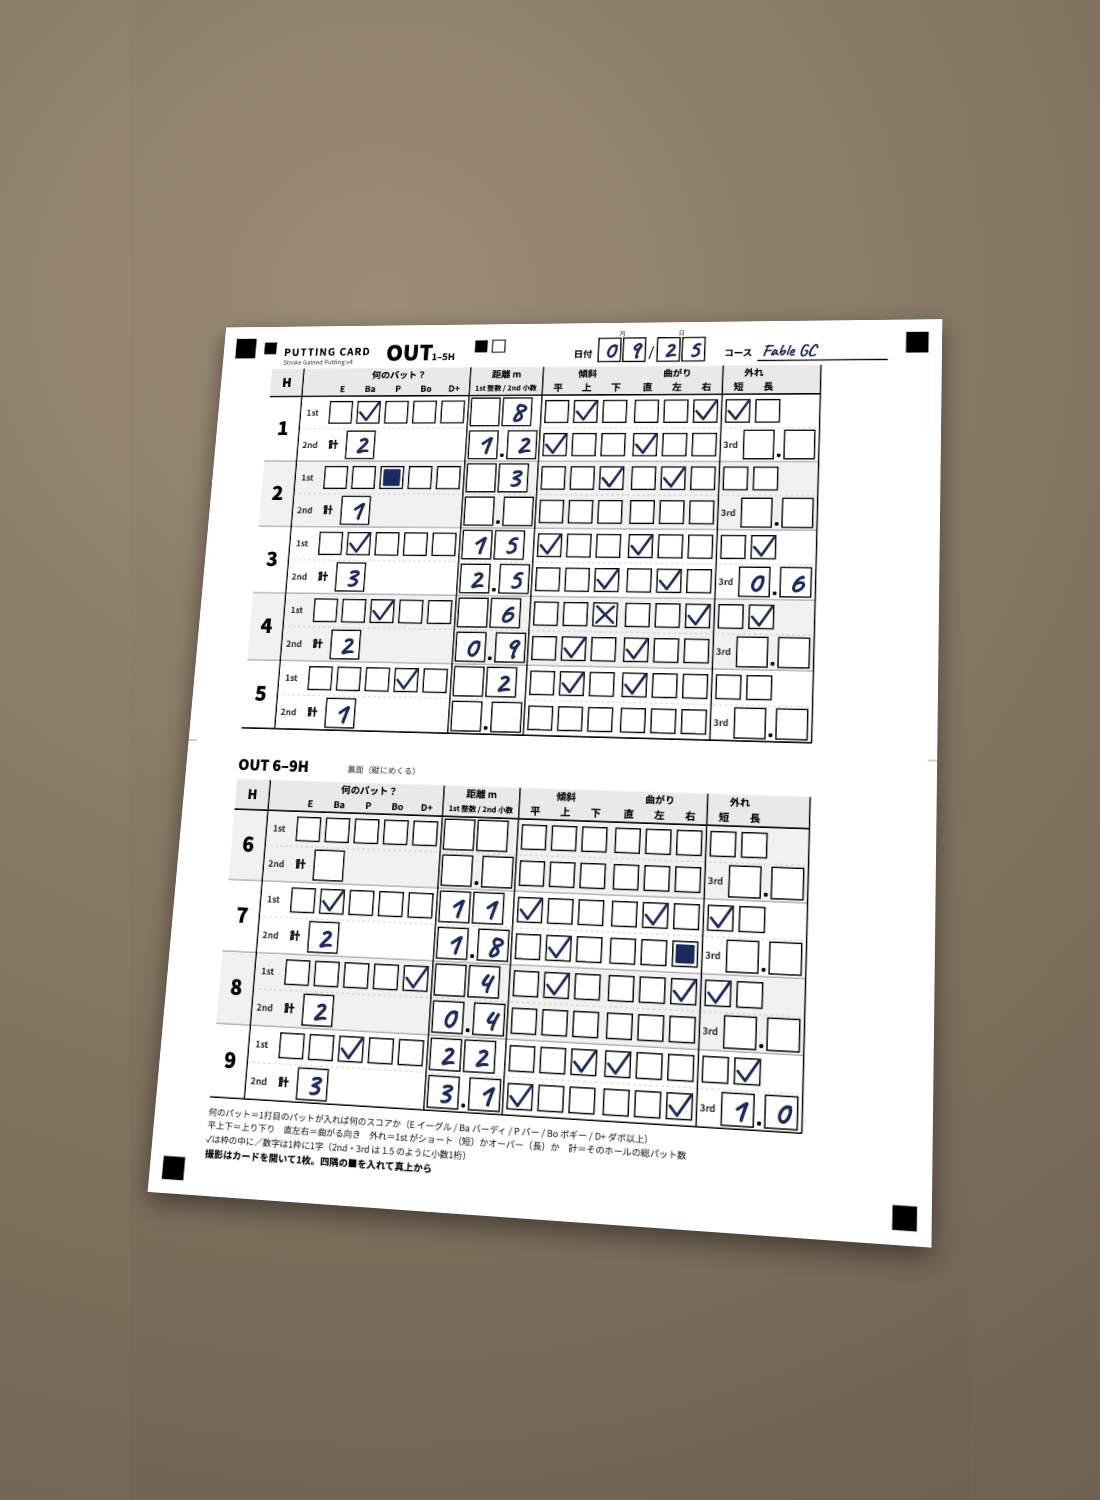 PUTTING CARD OUT 1–5H 日付 月 日 09/25 コース Fable GC
Stroke Gained Putting v4
H 何のパット？ 距離 m 傾斜 曲がり 外れ
E Ba P Bo D+ 1st 整数 / 2nd 小数 平 上 下 直 左 右 短 長
1 1st ☐ ☑ ☐ ☐ ☐ 8 ☐ ☑ ☐ ☐ ☐ ☑ ☑ ☐
2nd 計 2 1.2 ☑ ☐ ☐ ☑ ☐ ☐ 3rd .
2 1st ☐ ☐ ■ ☐ ☐ 3 ☐ ☐ ☑ ☐ ☑ ☐ ☐ ☐
2nd 計 1 . ☐ ☐ ☐ ☐ ☐ ☐ 3rd .
3 1st ☐ ☑ ☐ ☐ ☐ 15 ☑ ☐ ☐ ☑ ☐ ☐ ☐ ☑
2nd 計 3 2.5 ☐ ☐ ☑ ☐ ☑ ☐ 3rd 0.6
4 1st ☐ ☐ ☑ ☐ ☐ 6 ☐ ☐ ☒ ☐ ☐ ☑ ☐ ☑
2nd 計 2 0.9 ☐ ☑ ☐ ☑ ☐ ☐ 3rd .
5 1st ☐ ☐ ☐ ☑ ☐ 2 ☐ ☑ ☐ ☑ ☐ ☐ ☐ ☐
2nd 計 1 . ☐ ☐ ☐ ☐ ☐ ☐ 3rd .
OUT 6–9H 裏面（縦にめくる）
H 何のパット？ 距離 m 傾斜 曲がり 外れ
E Ba P Bo D+ 1st 整数 / 2nd 小数 平 上 下 直 左 右 短 長
6 1st ☐ ☐ ☐ ☐ ☐ ☐ ☐ ☐ ☐ ☐ ☐ ☐ ☐
2nd 計 . ☐ ☐ ☐ ☐ ☐ ☐ 3rd .
7 1st ☐ ☑ ☐ ☐ ☐ 11 ☑ ☐ ☐ ☐ ☑ ☐ ☑ ☐
2nd 計 2 1.8 ☐ ☑ ☐ ☐ ☐ ■ 3rd .
8 1st ☐ ☐ ☐ ☐ ☑ 4 ☐ ☑ ☐ ☐ ☐ ☑ ☑ ☐
2nd 計 2 0.4 ☐ ☐ ☐ ☐ ☐ ☐ 3rd .
9 1st ☐ ☐ ☑ ☐ ☐ 22 ☐ ☐ ☑ ☑ ☐ ☐ ☐ ☑
2nd 計 3 3.1 ☑ ☐ ☐ ☐ ☐ ☑ 3rd 1.0
何のパット＝1打目のパットが入れば何のスコアか（E イーグル / Ba バーディ / P パー / Bo ボギー / D+ ダボ以上）
平上下＝上り下り　直左右＝曲がる向き　外れ＝1st がショート（短）かオーバー（長）か　計＝そのホールの総パット数
✓は枠の中に／数字は1枠に1字（2nd・3rd は 1.5 のように小数1桁）
撮影はカードを開いて1枚。四隅の■を入れて真上から